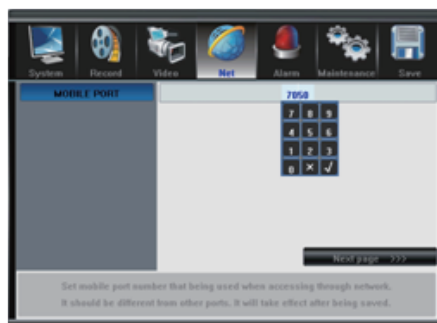 System Record Video Net Alarm Maintenance Save
MOBILE PORT 7050
7 8 9
4 5 6
1 2 3
0 × √
Next page >>>
Set mobile port number that being used when accessing through network.
It should be different from other ports. It will take effect after being saved.